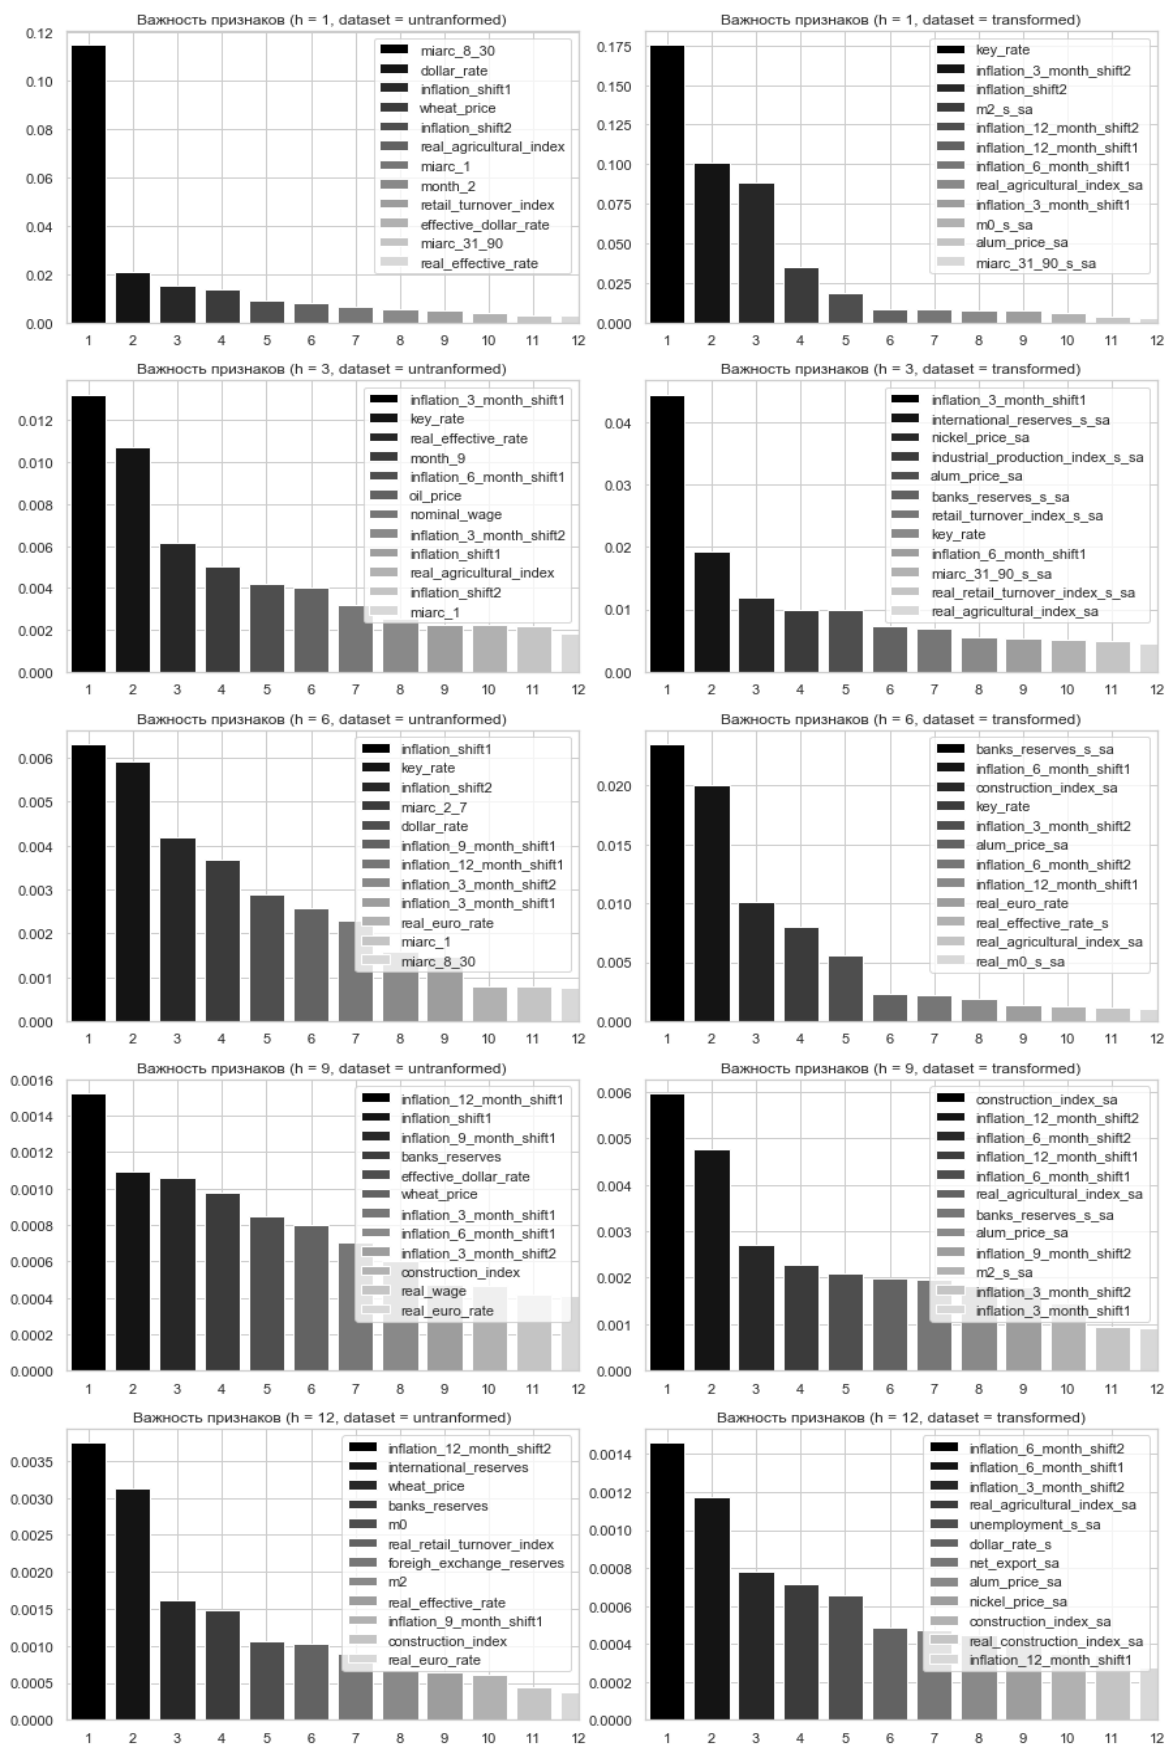 Важность признаков (h = 1, dataset = untranformed)
0.12
0.10
0.08
0.06
0.04
0.02
0.00
miarc_8_30
dollar_rate
inflation_shift1
wheat_price
inflation_shift2
real_agricultural_index
miarc_1
month_2
retail_turnover_index
effective_dollar_rate
miarc_31_90
real_effective_rate
1 2 3 4 5 6 7 8 9 10 11 12
Важность признаков (h = 1, dataset = transformed)
0.175
0.150
0.125
0.100
0.075
0.050
0.025
0.000
key_rate
inflation_3_month_shift2
inflation_shift2
m2_s_sa
inflation_12_month_shift2
inflation_12_month_shift1
inflation_6_month_shift1
real_agricultural_index_sa
inflation_3_month_shift1
m0_s_sa
alum_price_sa
miarc_31_90_s_sa
1 2 3 4 5 6 7 8 9 10 11 12
Важность признаков (h = 3, dataset = untranformed)
0.012
0.010
0.008
0.006
0.004
0.002
0.000
inflation_3_month_shift1
key_rate
real_effective_rate
month_9
inflation_6_month_shift1
oil_price
nominal_wage
inflation_3_month_shift2
inflation_shift1
real_agricultural_index
inflation_shift2
miarc_1
1 2 3 4 5 6 7 8 9 10 11 12
Важность признаков (h = 3, dataset = transformed)
0.04
0.03
0.02
0.01
0.00
inflation_3_month_shift1
international_reserves_s_sa
nickel_price_sa
industrial_production_index_s_sa
alum_price_sa
banks_reserves_s_sa
retail_turnover_index_s_sa
key_rate
inflation_6_month_shift1
miarc_31_90_s_sa
real_retail_turnover_index_s_sa
real_agricultural_index_sa
1 2 3 4 5 6 7 8 9 10 11 12
Важность признаков (h = 6, dataset = untranformed)
0.006
0.005
0.004
0.003
0.002
0.001
0.000
inflation_shift1
key_rate
inflation_shift2
miarc_2_7
dollar_rate
inflation_9_month_shift1
inflation_12_month_shift1
inflation_3_month_shift2
inflation_3_month_shift1
real_euro_rate
miarc_1
miarc_8_30
1 2 3 4 5 6 7 8 9 10 11 12
Важность признаков (h = 6, dataset = transformed)
0.020
0.015
0.010
0.005
0.000
banks_reserves_s_sa
inflation_6_month_shift1
construction_index_sa
key_rate
inflation_3_month_shift2
alum_price_sa
inflation_6_month_shift2
inflation_12_month_shift1
real_euro_rate
real_effective_rate_s
real_agricultural_index_sa
real_m0_s_sa
1 2 3 4 5 6 7 8 9 10 11 12
Важность признаков (h = 9, dataset = untranformed)
0.0016
0.0014
0.0012
0.0010
0.0008
0.0006
0.0004
0.0002
0.0000
inflation_12_month_shift1
inflation_shift1
inflation_9_month_shift1
banks_reserves
effective_dollar_rate
wheat_price
inflation_3_month_shift1
inflation_6_month_shift1
inflation_3_month_shift2
construction_index
real_wage
real_euro_rate
1 2 3 4 5 6 7 8 9 10 11 12
Важность признаков (h = 9, dataset = transformed)
0.006
0.005
0.004
0.003
0.002
0.001
0.000
construction_index_sa
inflation_12_month_shift2
inflation_6_month_shift2
inflation_12_month_shift1
inflation_6_month_shift1
real_agricultural_index_sa
banks_reserves_s_sa
alum_price_sa
inflation_9_month_shift2
m2_s_sa
inflation_3_month_shift2
inflation_3_month_shift1
1 2 3 4 5 6 7 8 9 10 11 12
Важность признаков (h = 12, dataset = untranformed)
0.0035
0.0030
0.0025
0.0020
0.0015
0.0010
0.0005
0.0000
inflation_12_month_shift2
international_reserves
wheat_price
banks_reserves
m0
real_retail_turnover_index
foreigh_exchange_reserves
m2
real_effective_rate
inflation_9_month_shift1
construction_index
real_euro_rate
1 2 3 4 5 6 7 8 9 10 11 12
Важность признаков (h = 12, dataset = transformed)
0.0014
0.0012
0.0010
0.0008
0.0006
0.0004
0.0002
0.0000
inflation_6_month_shift2
inflation_6_month_shift1
inflation_3_month_shift2
real_agricultural_index_sa
unemployment_s_sa
dollar_rate_s
net_export_sa
alum_price_sa
nickel_price_sa
construction_index_sa
real_construction_index_sa
inflation_12_month_shift1
1 2 3 4 5 6 7 8 9 10 11 12